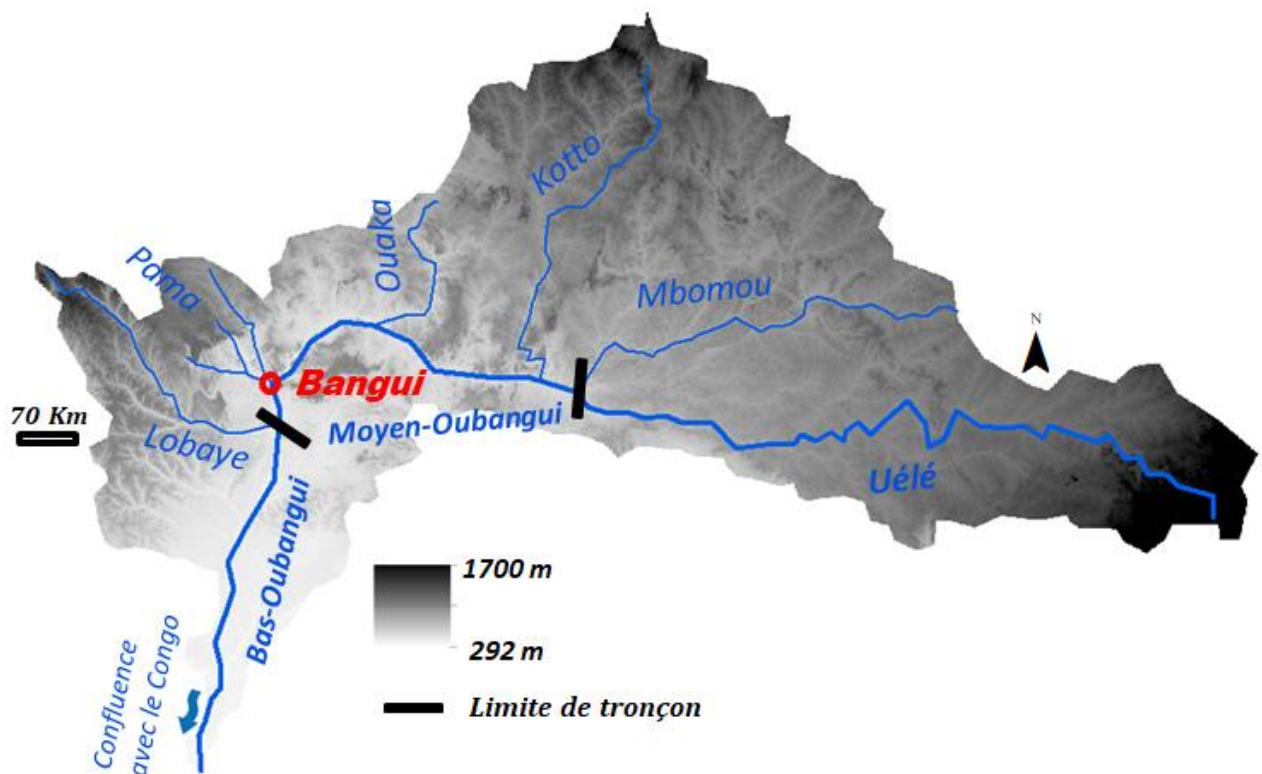 Kotto
Ouaka
Pama
Mbomou
N
Bangui
70 Km
Moyen-Oubangui
Lobaye
Uélé
Bas-Oubangui
1700 m
292 m
Confluence
avec le Congo
Limite de tronçon